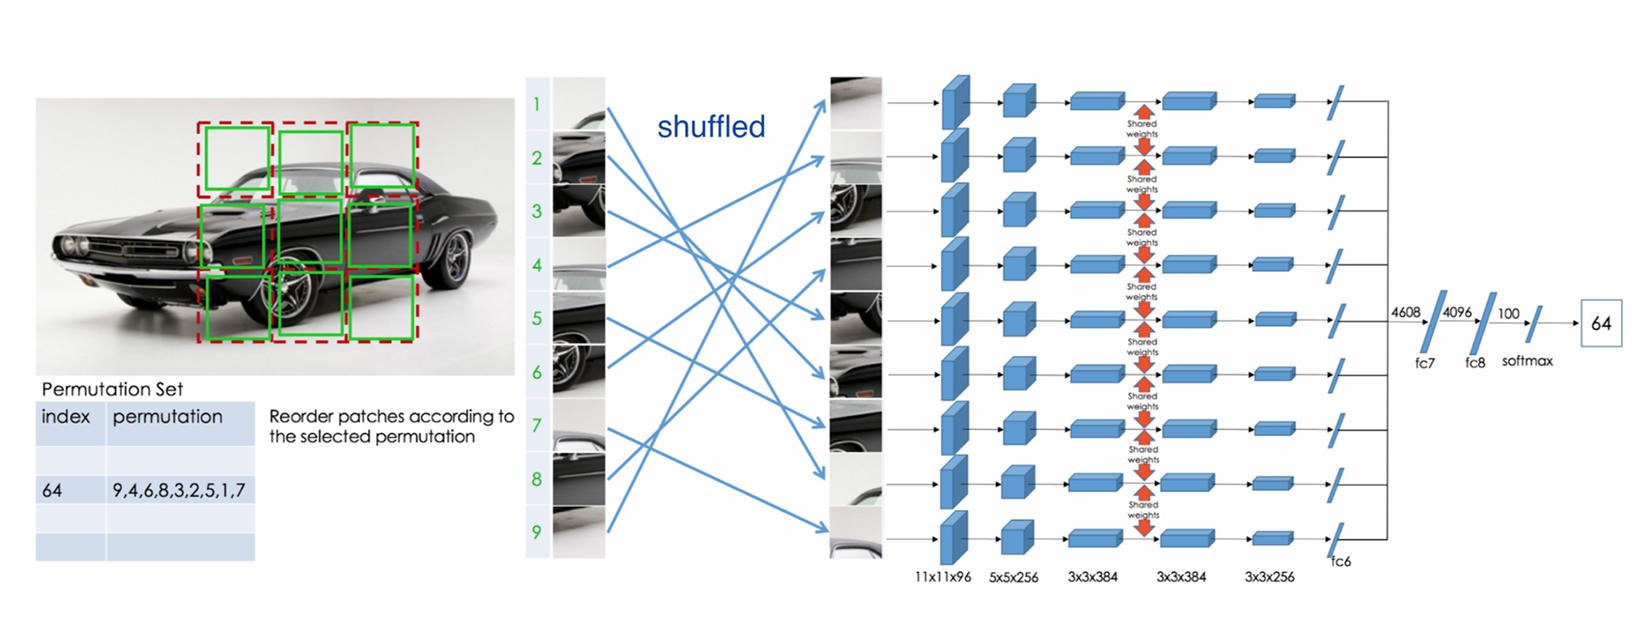 Permutation Set
index permutation
64 9,4,6,8,3,2,5,1,7
Reorder patches according to
the selected permutation
1
2
3
4
5
6
7
8
9
shuffled
Shared
weights
Shared
weights
Shared
weights
Shared
weights
Shared
weights
Shared
weights
Shared
weights
Shared
weights
11x11x96 5x5x256 3x3x384 3x3x384 3x3x256
fc6
4608 4096 100 64
fc7 fc8 softmax